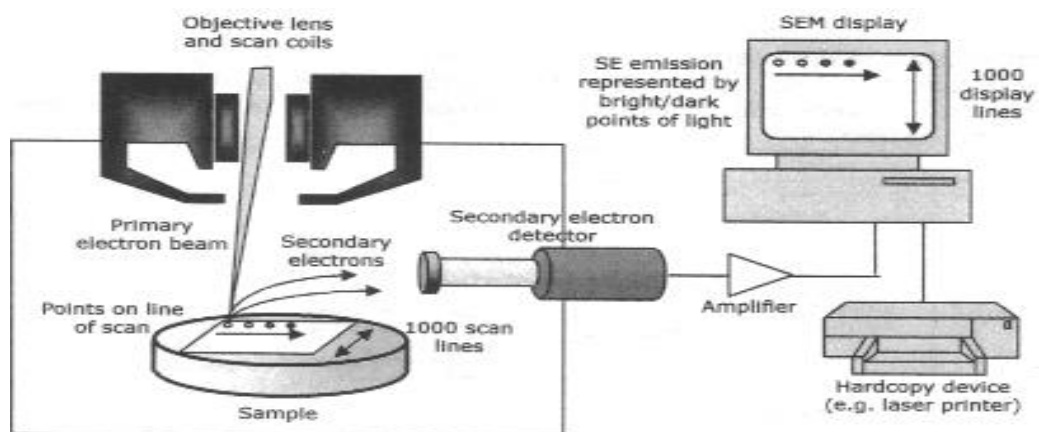 Objective lens
and scan coils
SEM display
SE emission
represented by
bright/dark
points of light
1000
display
lines
Primary
electron beam
Secondary
electrons
Secondary electron
detector
Amplifier
Points on line
of scan
1000 scan
lines
Sample
Hardcopy device
(e.g. laser printer)